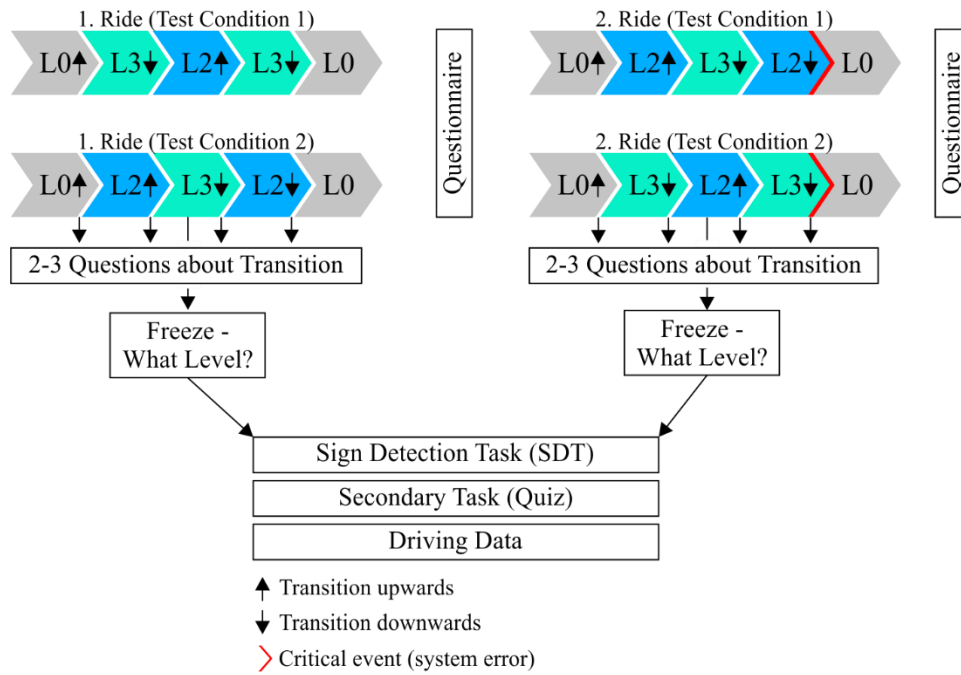 1. Ride (Test Condition 1)
L0 L3 L2 L3 L0
1. Ride (Test Condition 2)
L0 L2 L3 L2 L0
2-3 Questions about Transition
Freeze -
What Level?
Questionnaire
2. Ride (Test Condition 1)
L0 L2 L3 L2 L0
2. Ride (Test Condition 2)
L0 L3 L2 L3 L0
2-3 Questions about Transition
Freeze -
What Level?
Questionnaire
Sign Detection Task (SDT)
Secondary Task (Quiz)
Driving Data
Transition upwards
Transition downwards
Critical event (system error)